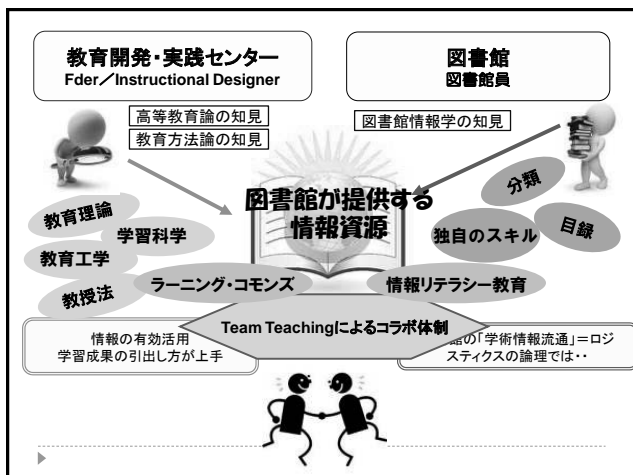 教育開発・実践センター
Fder／Instructional Designer
図書館
図書館員
高等教育論の知見
教育方法論の知見
図書館情報学の知見
図書館が提供する
情報資源
分類
目録
独自のスキル
教育理論
学習科学
教育工学
教授法
ラーニング・コモンズ
情報リテラシー教育
Team Teachingによるコラボ体制
情報の有効活用
学習成果の引出し方が上手
館の「学術情報流通」＝ロジ
スティクスの論理では・・